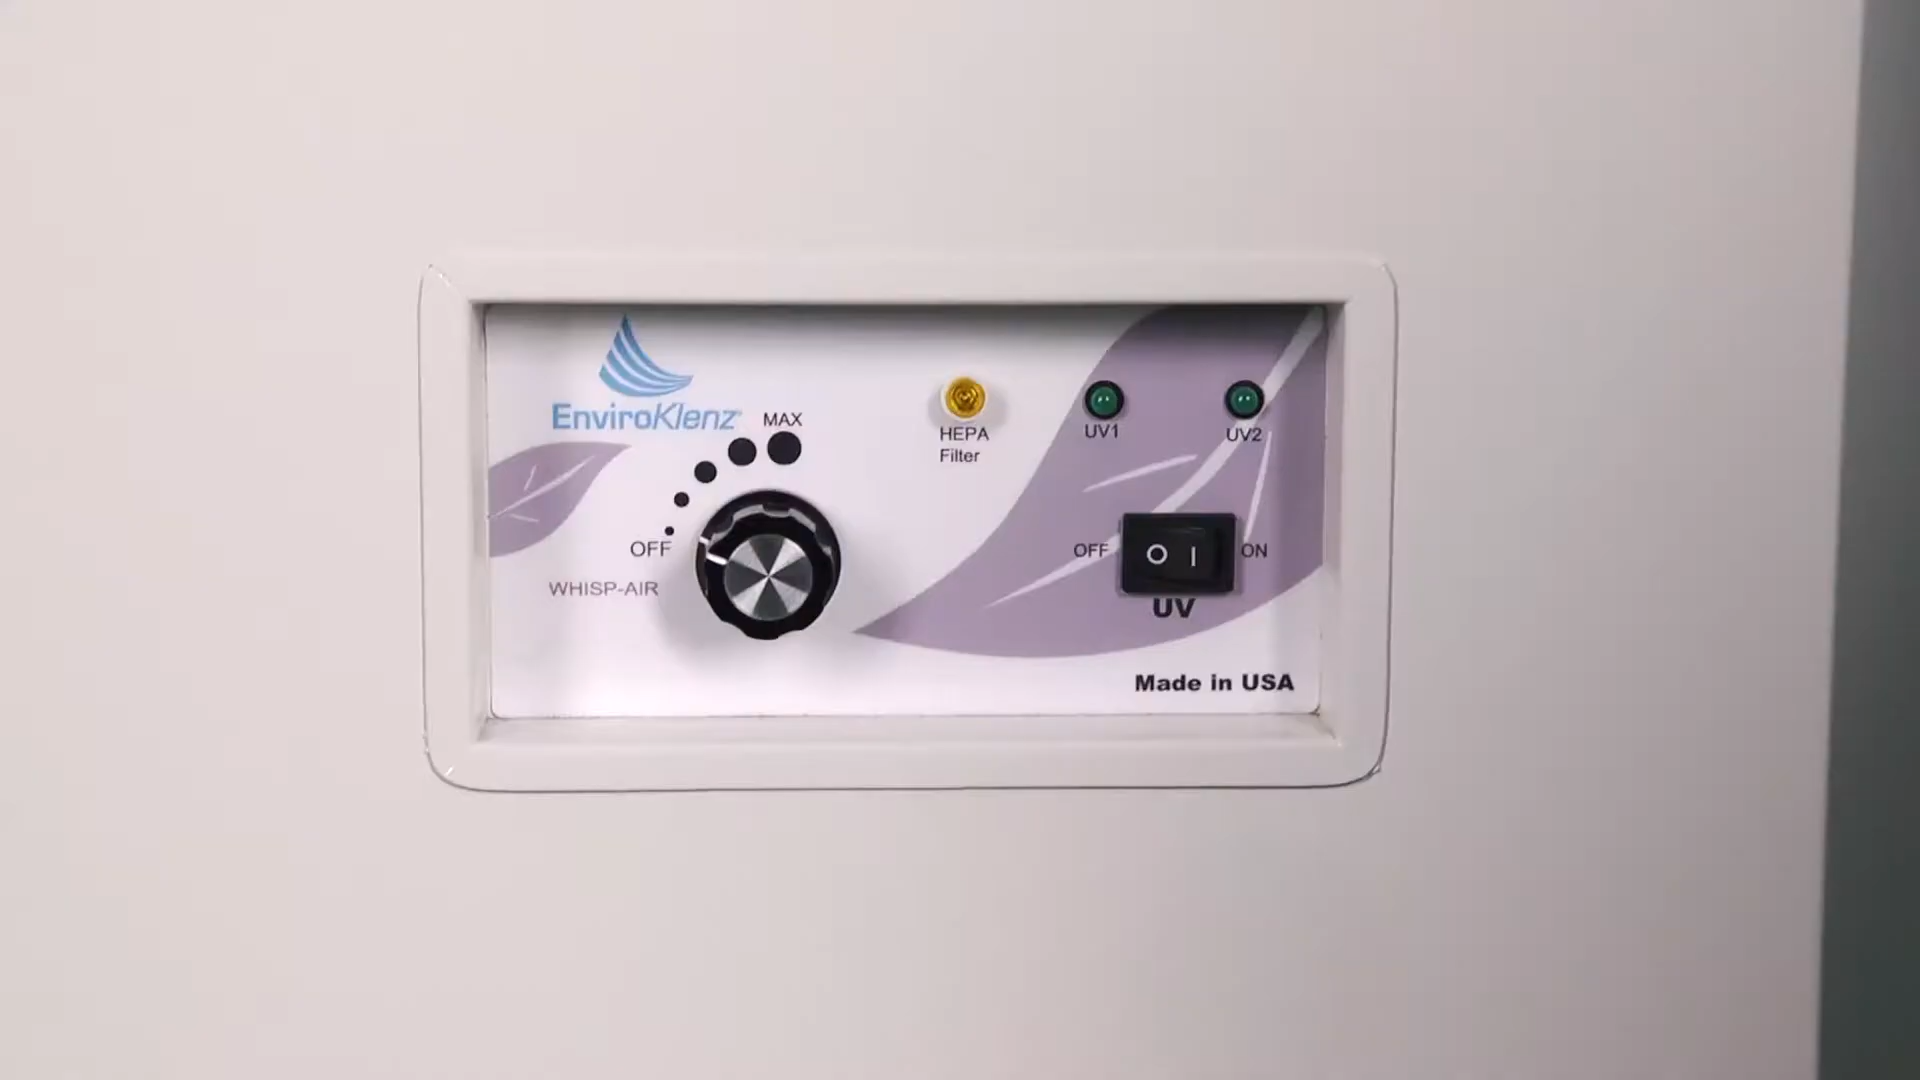 EnviroKlenz
MAX
OFF
WHISP-AIR
HEPA
Filter
UV1
UV2
OFF
O I
ON
UV
Made in USA